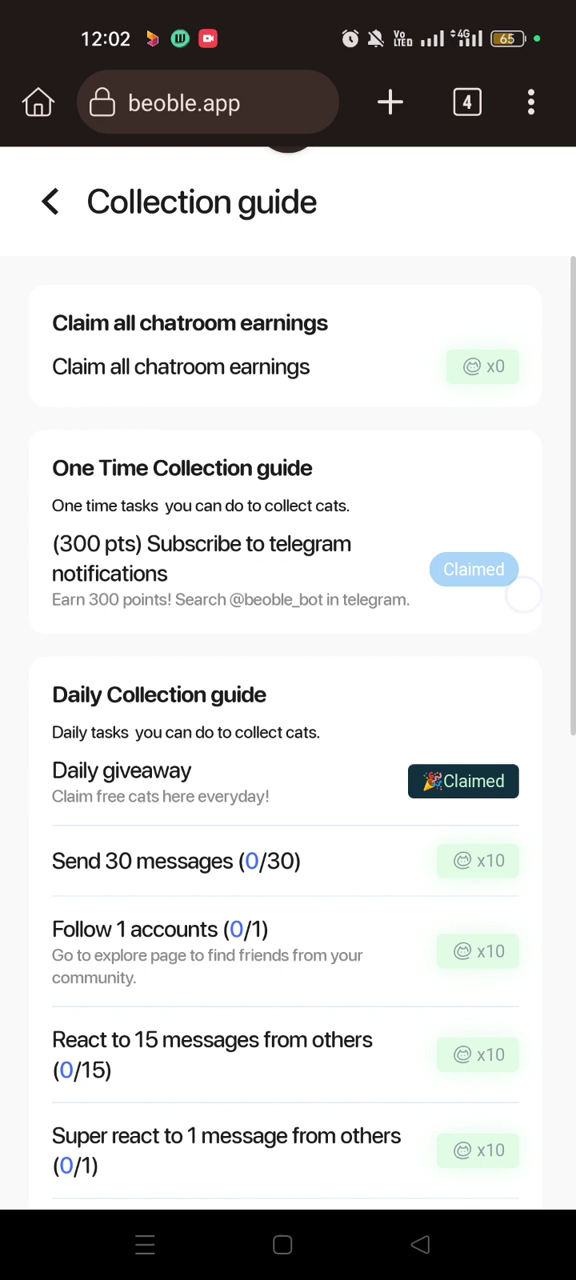 12:02
Vo LTED
4G
65
beoble.app
4
Collection guide
Claim all chatroom earnings
Claim all chatroom earnings
x0
One Time Collection guide
One time tasks you can do to collect cats.
(300 pts) Subscribe to telegram
notifications
Claimed
Earn 300 points! Search @beoble_bot in telegram.
Daily Collection guide
Daily tasks you can do to collect cats.
Daily giveaway
Claimed
Claim free cats here everyday!
Send 30 messages (0/30)
x10
Follow 1 accounts (0/1)
Go to explore page to find friends from your
community.
x10
React to 15 messages from others
(0/15)
x10
Super react to 1 message from others
(0/1)
x10